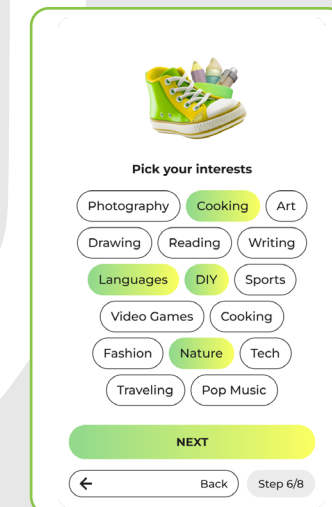 Pick your interests
Photography Cooking Art
Drawing Reading Writing
Languages DIY Sports
Video Games Cooking
Fashion Nature Tech
Traveling Pop Music
NEXT
Back Step 6/8